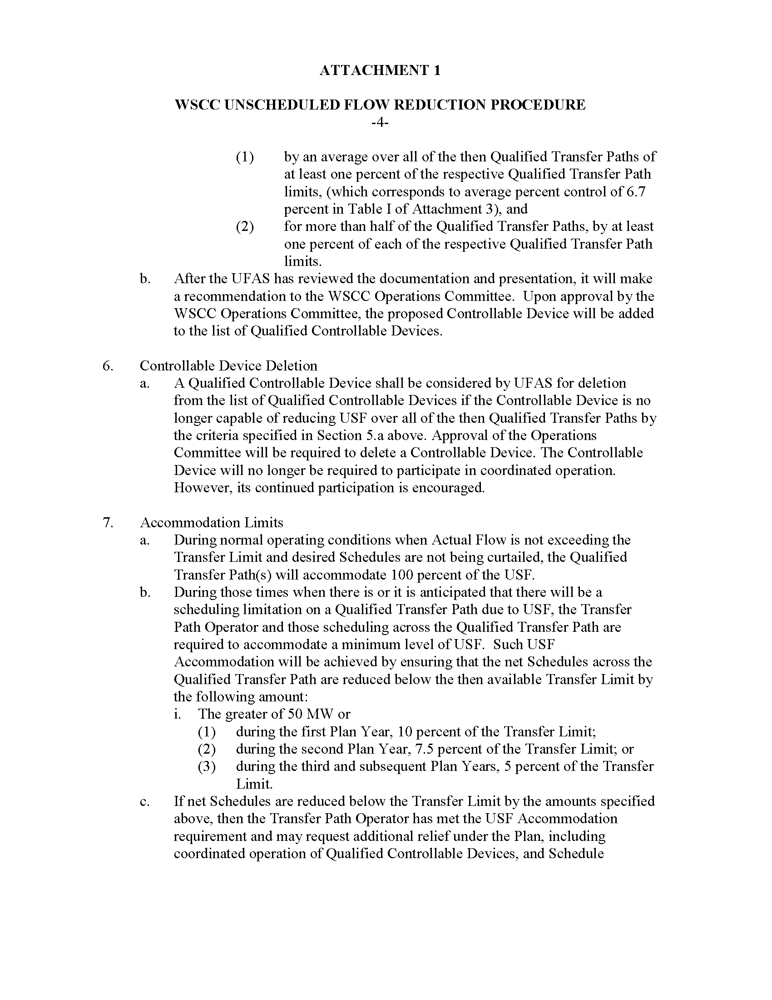 ATTACHMENT 1
WSCC UNSCHEDULED FLOW REDUCTION PROCEDURE
-4-
(1) by an average over all of the then Qualified Transfer Paths of
at least one percent of the respective Qualified Transfer Path
limits, (which corresponds to average percent control of 6.7
percent in Table I of Attachment 3), and
(2) for more than half of the Qualified Transfer Paths, by at least
one percent of each of the respective Qualified Transfer Path
limits.
b. After the UFAS has reviewed the documentation and presentation, it will make
a recommendation to the WSCC Operations Committee.  Upon approval by the
WSCC Operations Committee, the proposed Controllable Device will be added
to the list of Qualified Controllable Devices.
6. Controllable Device Deletion
a. A Qualified Controllable Device shall be considered by UFAS for deletion
from the list of Qualified Controllable Devices if the Controllable Device is no
longer capable of reducing USF over all of the then Qualified Transfer Paths by
the criteria specified in Section 5.a above. Approval of the Operations
Committee will be required to delete a Controllable Device. The Controllable
Device will no longer be required to participate in coordinated operation.
However, its continued participation is encouraged.
7. Accommodation Limits
a. During normal operating conditions when Actual Flow is not exceeding the
Transfer Limit and desired Schedules are not being curtailed, the Qualified
Transfer Path(s) will accommodate 100 percent of the USF.
b. During those times when there is or it is anticipated that there will be a
scheduling limitation on a Qualified Transfer Path due to USF, the Transfer
Path Operator and those scheduling across the Qualified Transfer Path are
required to accommodate a minimum level of USF.  Such USF
Accommodation will be achieved by ensuring that the net Schedules across the
Qualified Transfer Path are reduced below the then available Transfer Limit by
the following amount:
i. The greater of 50 MW or
(1) during the first Plan Year, 10 percent of the Transfer Limit;
(2) during the second Plan Year, 7.5 percent of the Transfer Limit; or
(3) during the third and subsequent Plan Years, 5 percent of the Transfer
Limit.
c. If net Schedules are reduced below the Transfer Limit by the amounts specified
above, then the Transfer Path Operator has met the USF Accommodation
requirement and may request additional relief under the Plan, including
coordinated operation of Qualified Controllable Devices, and Schedule